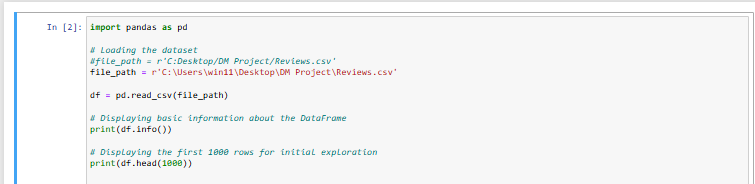 In [2]: import pandas as pd
# Loading the dataset
#file_path = r'C:Desktop/DM Project/Reviews.csv'
file_path = r'C:\Users\win11\Desktop\DM Project\Reviews.csv'
df = pd.read_csv(file_path)
# Displaying basic information about the DataFrame
print(df.info())
# Displaying the first 1000 rows for initial exploration
print(df.head(1000))